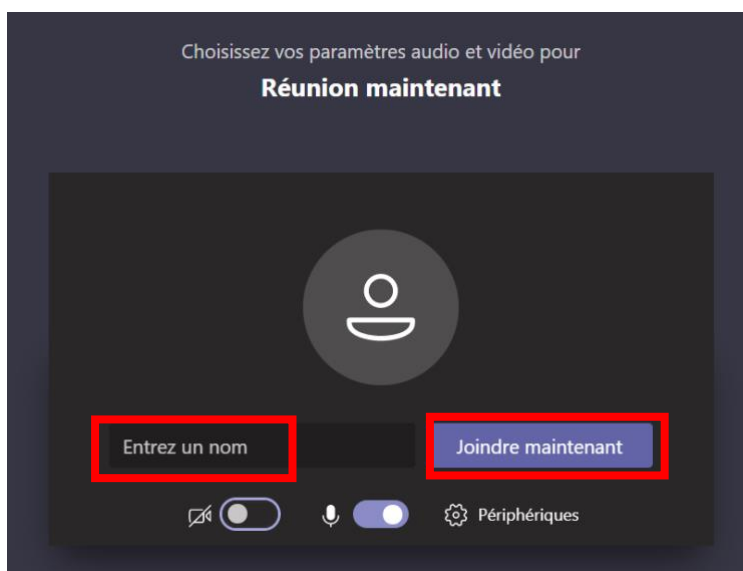 Choisissez vos paramètres audio et vidéo pour
Réunion maintenant
Entrez un nom
Joindre maintenant
Périphériques